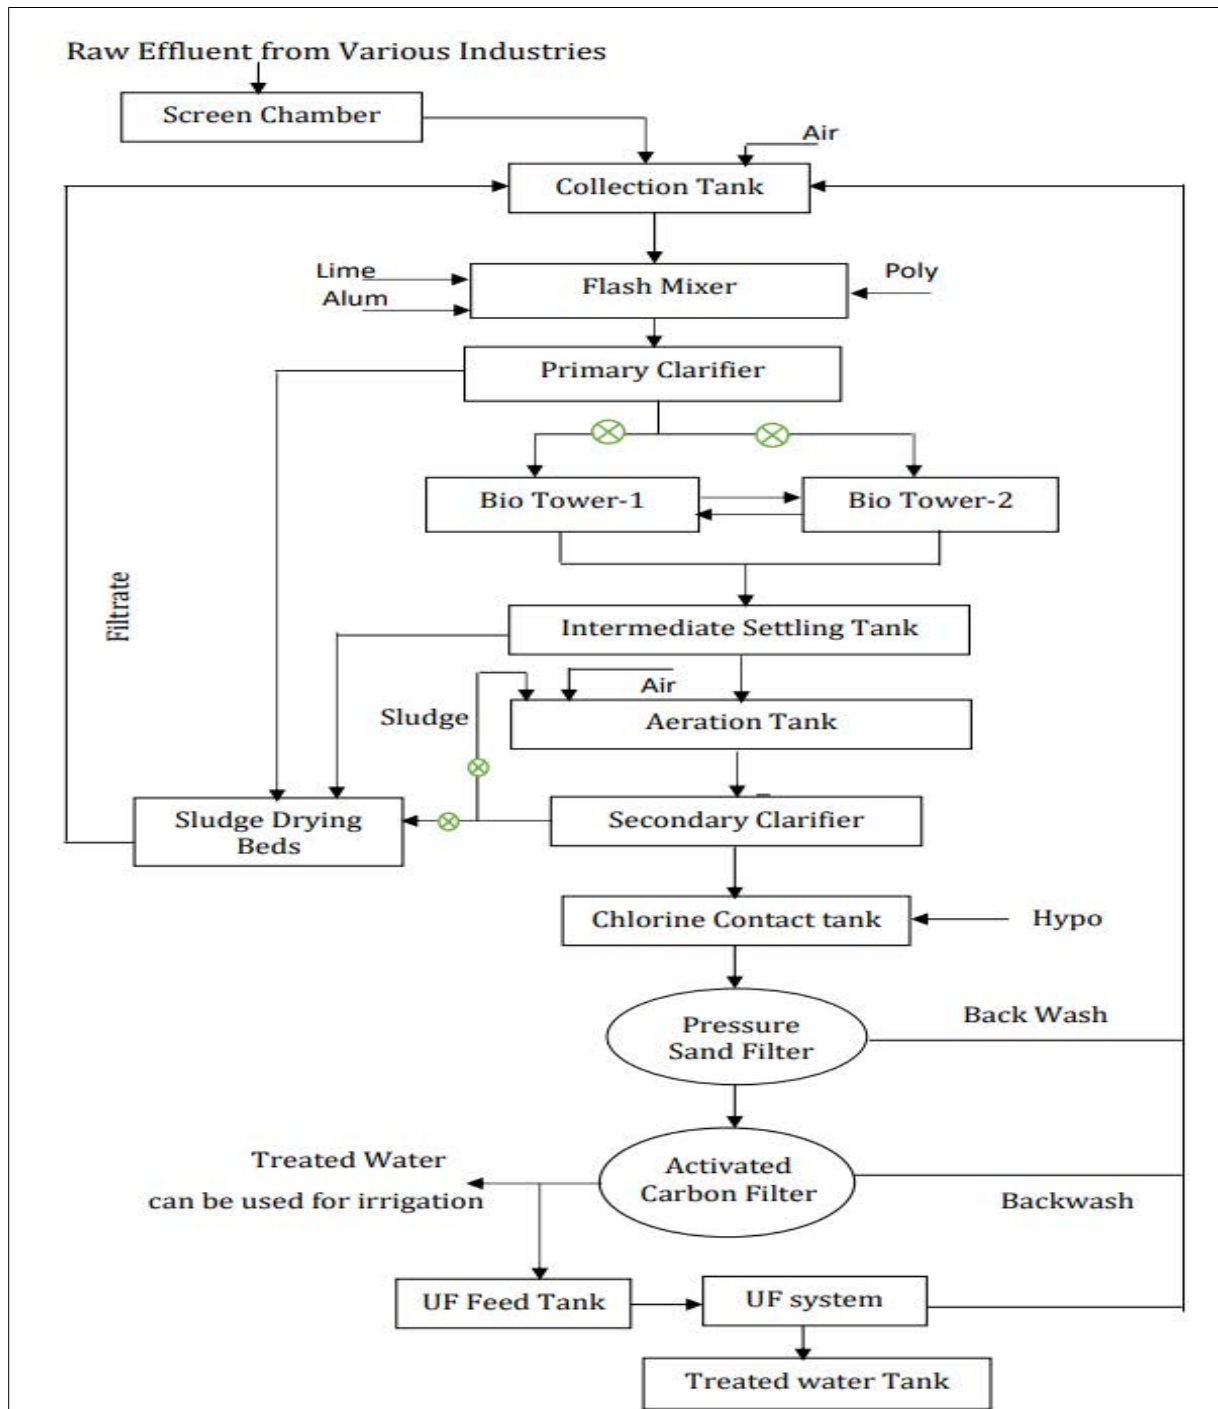 Raw Effluent from Various Industries
Screen Chamber
Air
Collection Tank
Lime
Alum
Flash Mixer
Poly
Primary Clarifier
Bio Tower-1
Bio Tower-2
Filtrate
Intermediate Settling Tank
Air
Sludge
Aeration Tank
Sludge Drying
Beds
Secondary Clarifier
Chlorine Contact tank
Hypo
Pressure
Sand Filter
Back Wash
Treated Water
can be used for irrigation
Activated
Carbon Filter
Backwash
UF Feed Tank
UF system
Treated water Tank